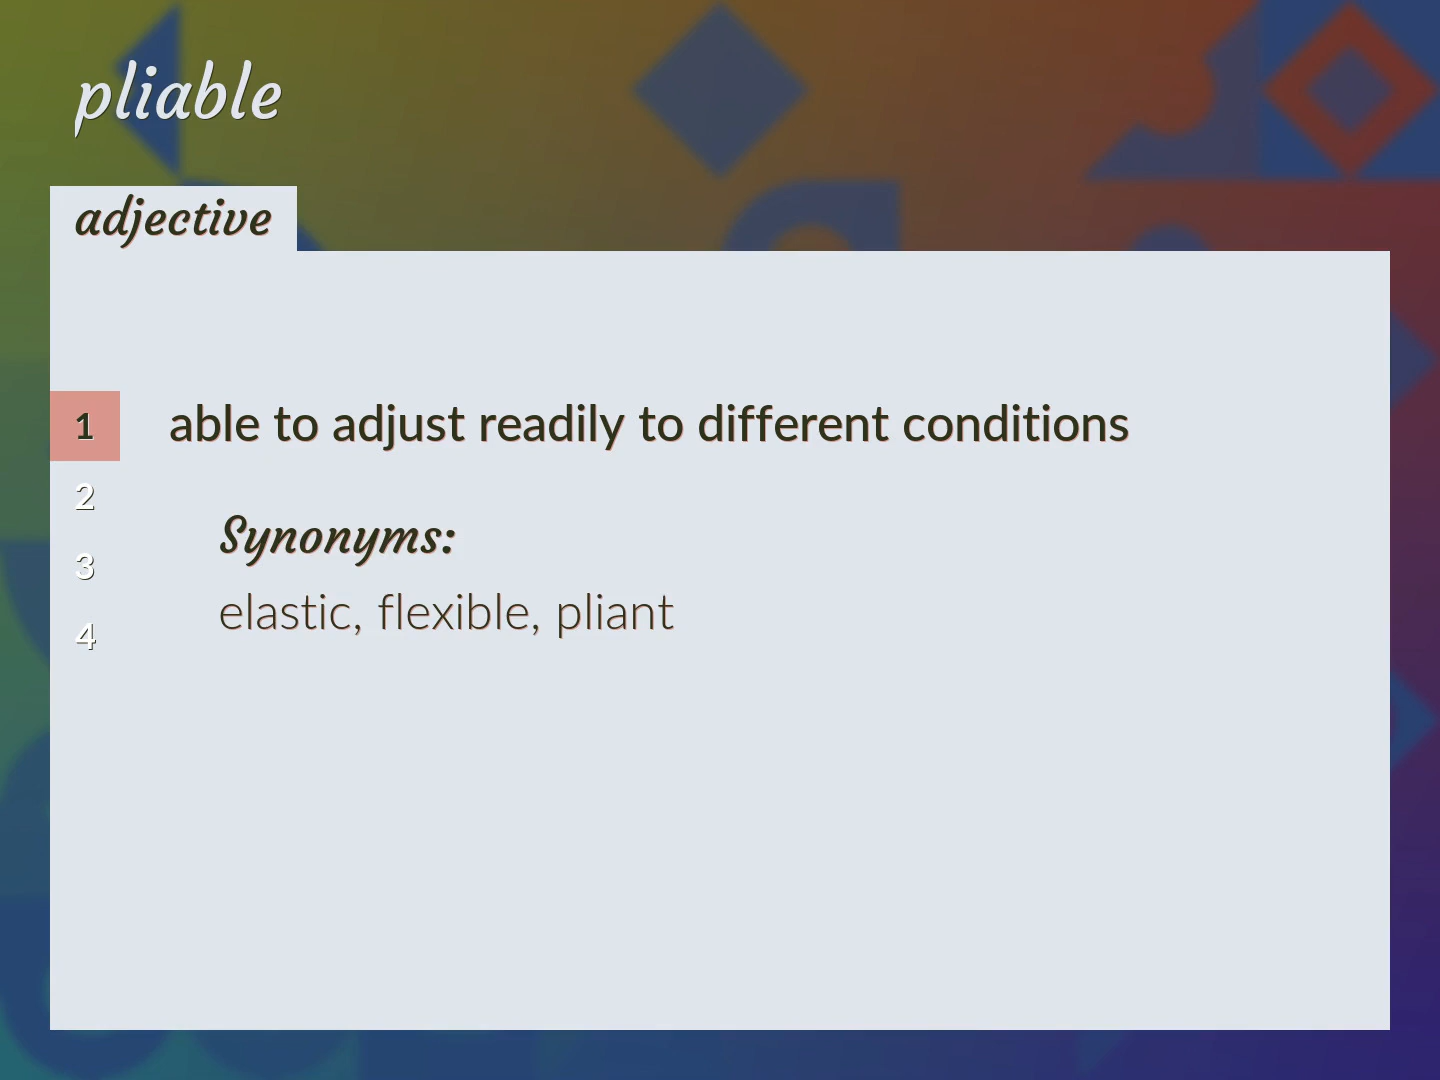 pliable
adjective
1 able to adjust readily to different conditions
2
Synonyms:
3
elastic, flexible, pliant
4